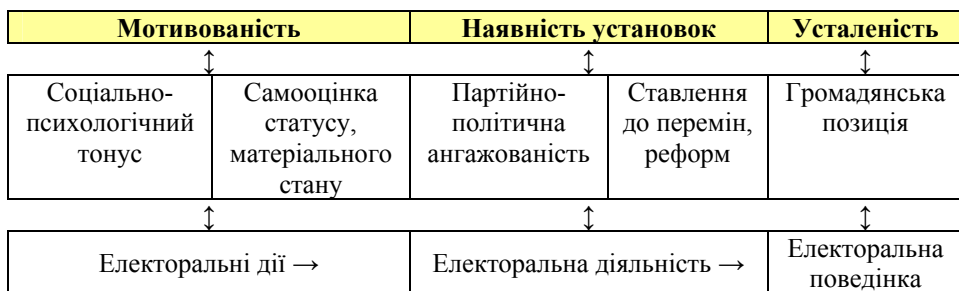 Мотивованість Наявність установок Усталеність
↕ ↕ ↕
Соціально-
психологічний
тонус
Самооцінка
статусу,
матеріального
стану
Партійно-
політична
ангажованість
Ставлення
до перемін,
реформ
Громадянська
позиція
↕ ↕ ↕
Електоральні дії →
Електоральна діяльність →
Електоральна
поведінка